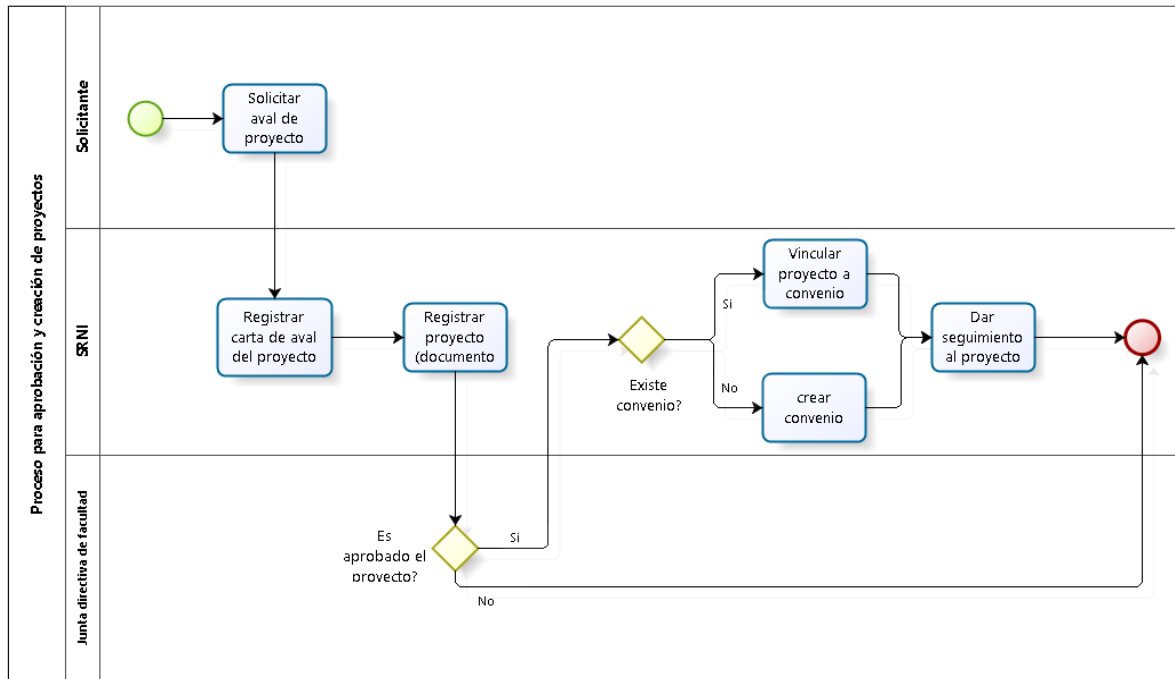 Proceso para aprobación y creación de proyectos
Solicitante
Solicitar
aval de
proyecto
SRNI
Registrar
carta de aval
del proyecto
Registrar
proyecto
(documento
Existe
convenio?
Si
No
Vincular
proyecto a
convenio
crear
convenio
Dar
seguimiento
al proyecto
Junta directiva de facultad
Es
aprobado el
proyecto?
Si
No